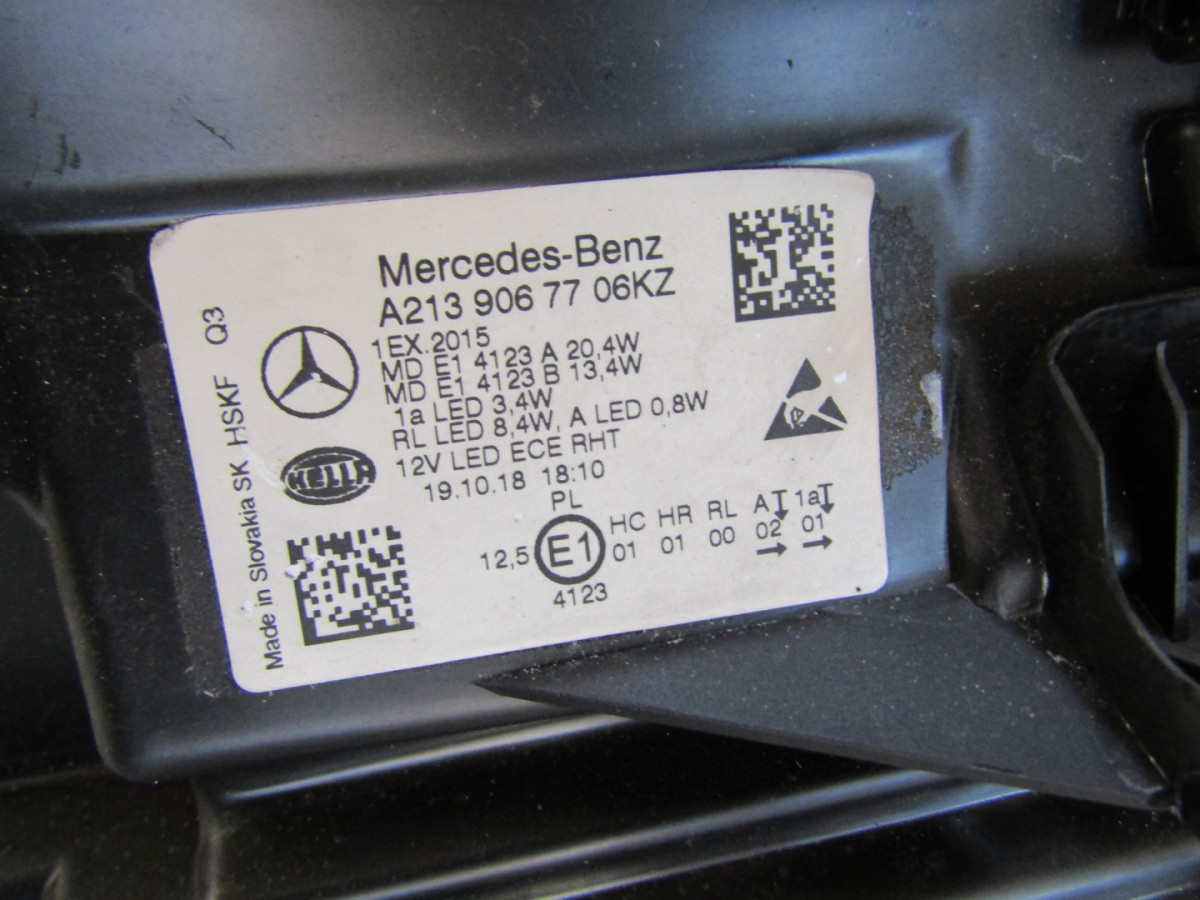 Mercedes-Benz
A213 906 77 06KZ
1EX.2015
MD E1 4123 A 20,4W
MD E1 4123 B 13,4W
1a LED 3,4W
RL LED 8,4W, A LED 0,8W
12V LED ECE RHT
19.10.18 18:10
PL
HC HR RL A 1a
12,5 E1 01 01 00 02 01
4123
Made in Slovakia SK HSKF Q3
HELLA